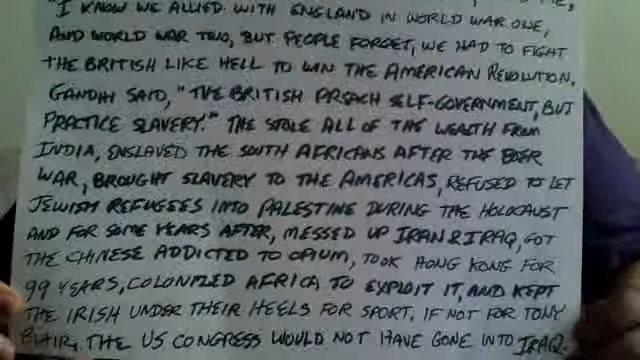 "I KNOW WE ALLIED WITH ENGLAND IN WORLD WAR ONE,
AND WORLD WAR TWO, BUT PEOPLE FORGET, WE HAD TO FIGHT
THE BRITISH LIKE HELL TO WIN THE AMERICAN REVOLUTION.
GANDHI SAID, "THE BRITISH PREACH SELF-GOVERNMENT, BUT
PRACTICE SLAVERY." THE STOLE ALL OF THE WEALTH FROM
INDIA, ENSLAVED THE SOUTH AFRICANS AFTER THE BOER
WAR, BROUGHT SLAVERY TO THE AMERICAS, REFUSED TO LET
JEWISH REFUGEES INTO PALESTINE DURING THE HOLOCAUST
AND FOR SOME YEARS AFTER, MESSED UP IRAN & IRAQ, GOT
THE CHINESE ADDICTED TO OPIUM, TOOK HONG KONG FOR
99 YEARS, COLONIZED AFRICA TO EXPLOIT IT, AND KEPT
THE IRISH UNDER THEIR HEELS FOR SPORT. IF NOT FOR TONY
BLAIR, THE US CONGRESS WOULD NOT HAVE GONE INTO IRAQ.